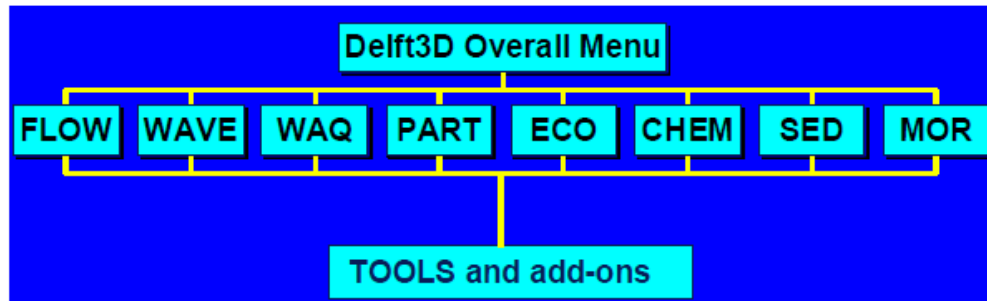 Delft3D Overall Menu
FLOW WAVE WAQ PART ECO CHEM SED MOR
TOOLS and add-ons